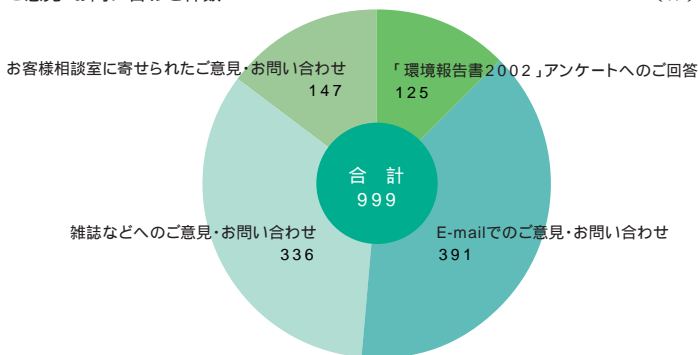 お客様相談室に寄せられたご意見・お問い合わせ
147
「環境報告書2002」アンケートへのご回答
125
合 計
999
雑誌などへのご意見・お問い合わせ
336
E-mailでのご意見・お問い合わせ
391